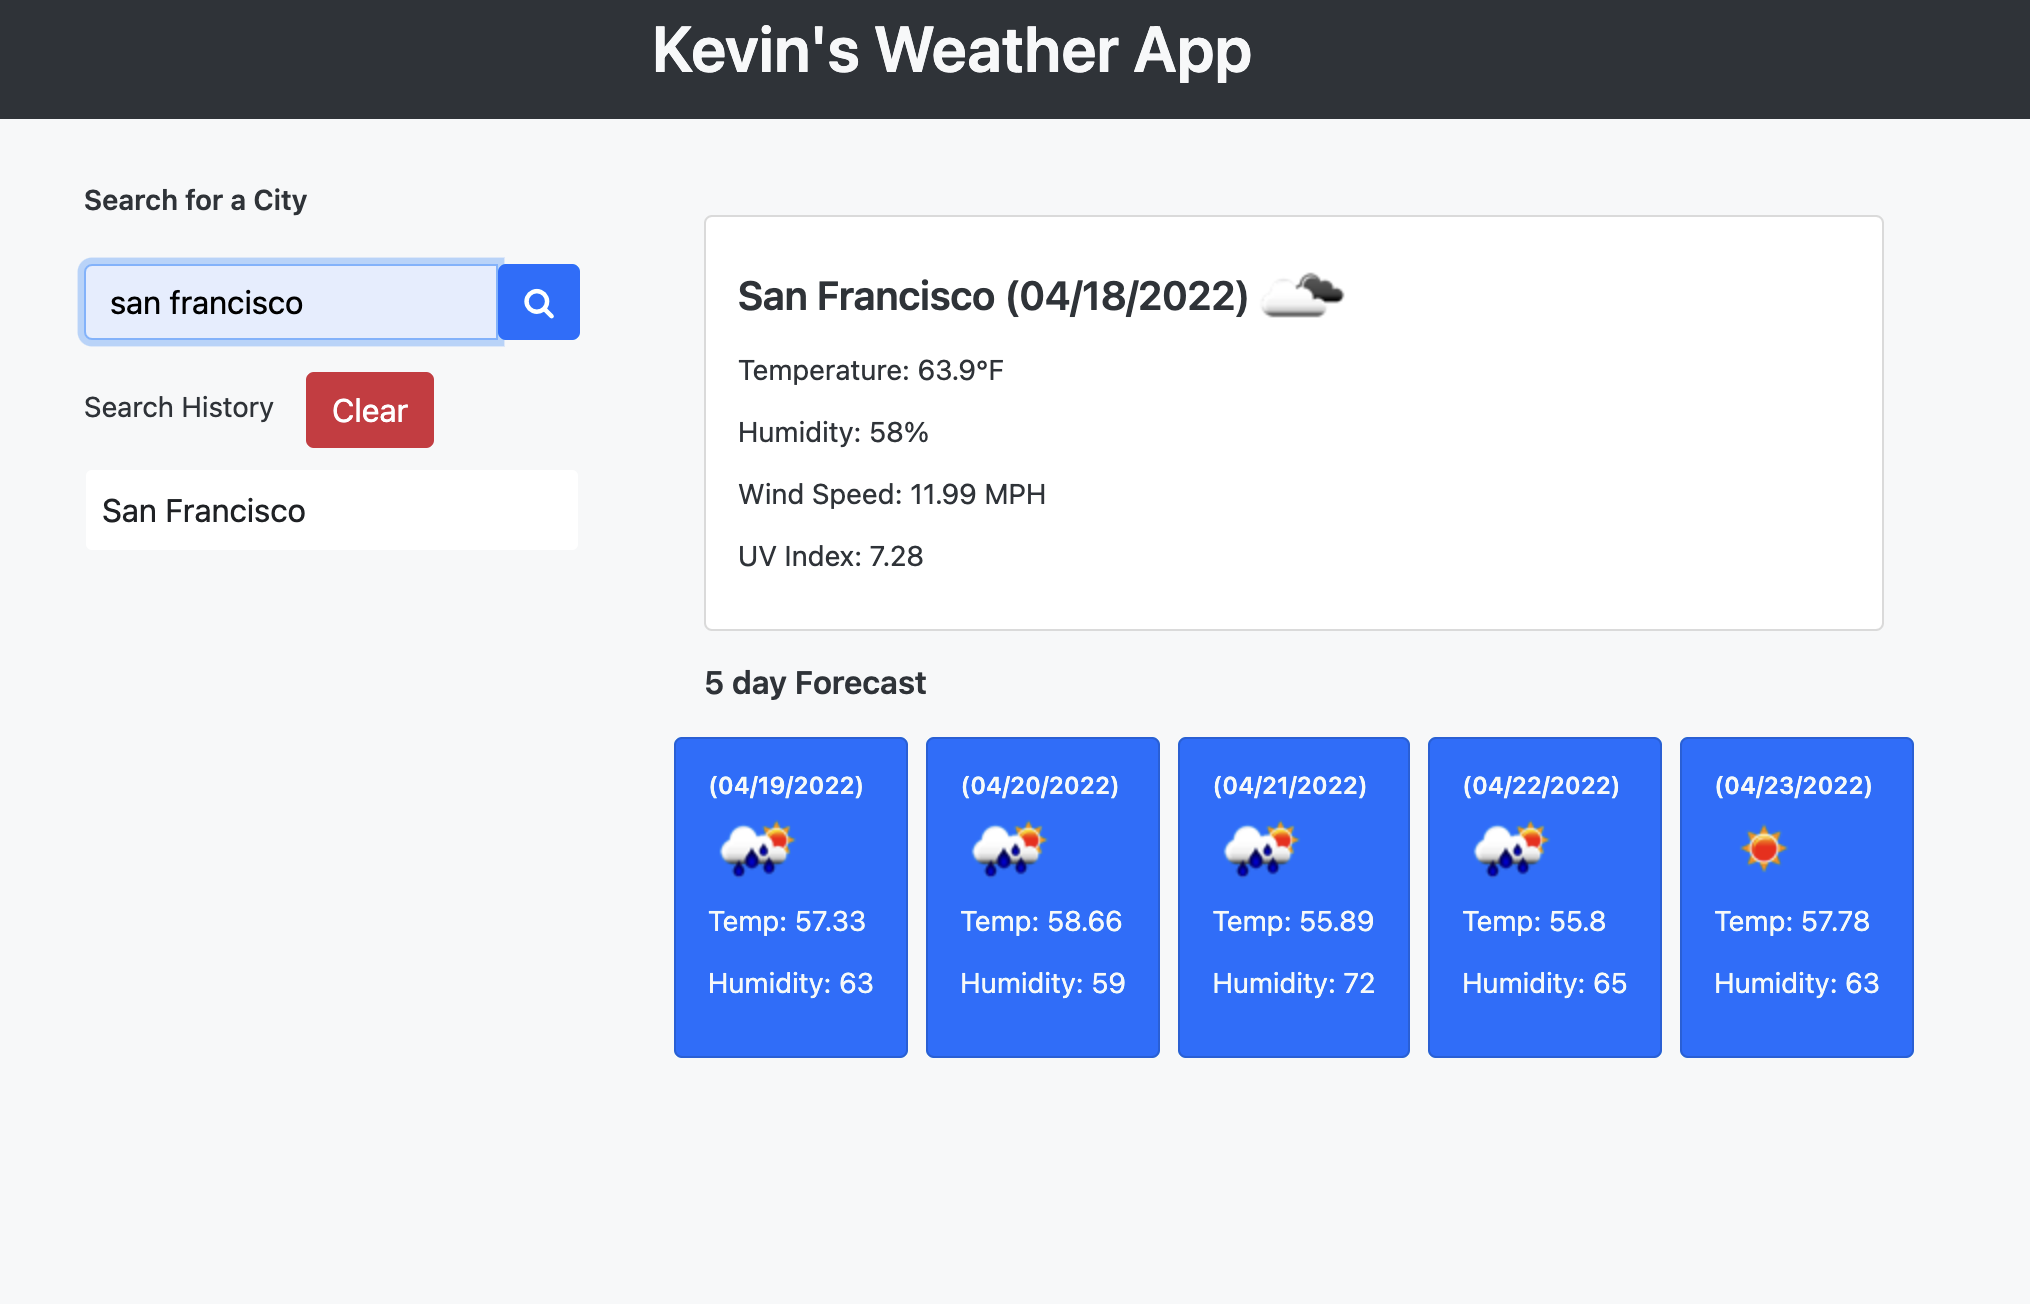 Kevin's Weather App
Search for a City
san francisco
Search History
Clear
San Francisco
San Francisco (04/18/2022)
Temperature: 63.9°F
Humidity: 58%
Wind Speed: 11.99 MPH
UV Index: 7.28
5 day Forecast
(04/19/2022)
Temp: 57.33
Humidity: 63
(04/20/2022)
Temp: 58.66
Humidity: 59
(04/21/2022)
Temp: 55.89
Humidity: 72
(04/22/2022)
Temp: 55.8
Humidity: 65
(04/23/2022)
Temp: 57.78
Humidity: 63